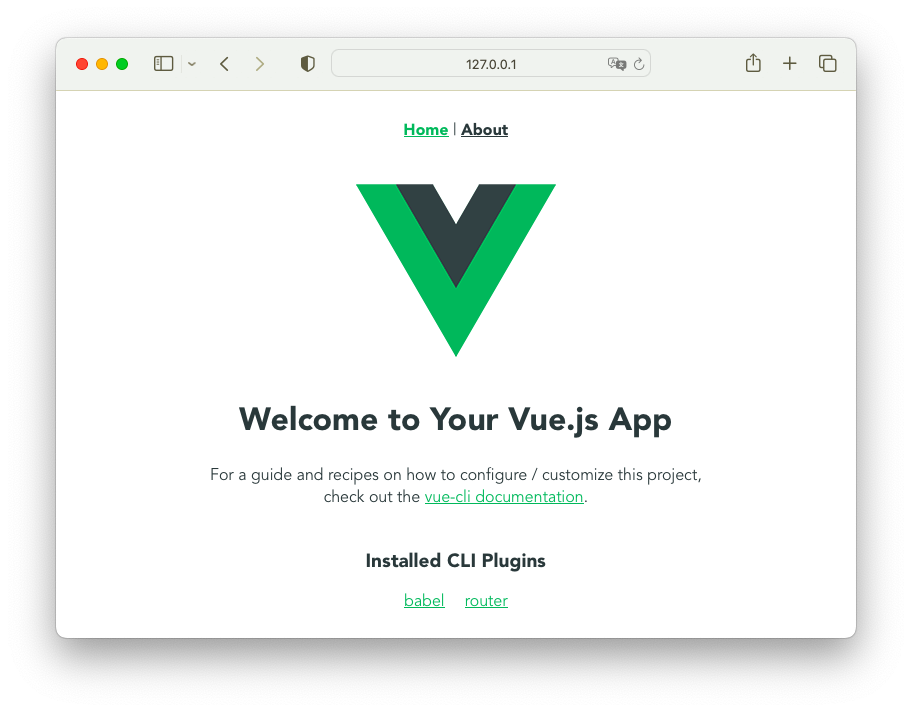 127.0.0.1
Home | About
Welcome to Your Vue.js App
For a guide and recipes on how to configure / customize this project,
check out the vue-cli documentation.
Installed CLI Plugins
babel router